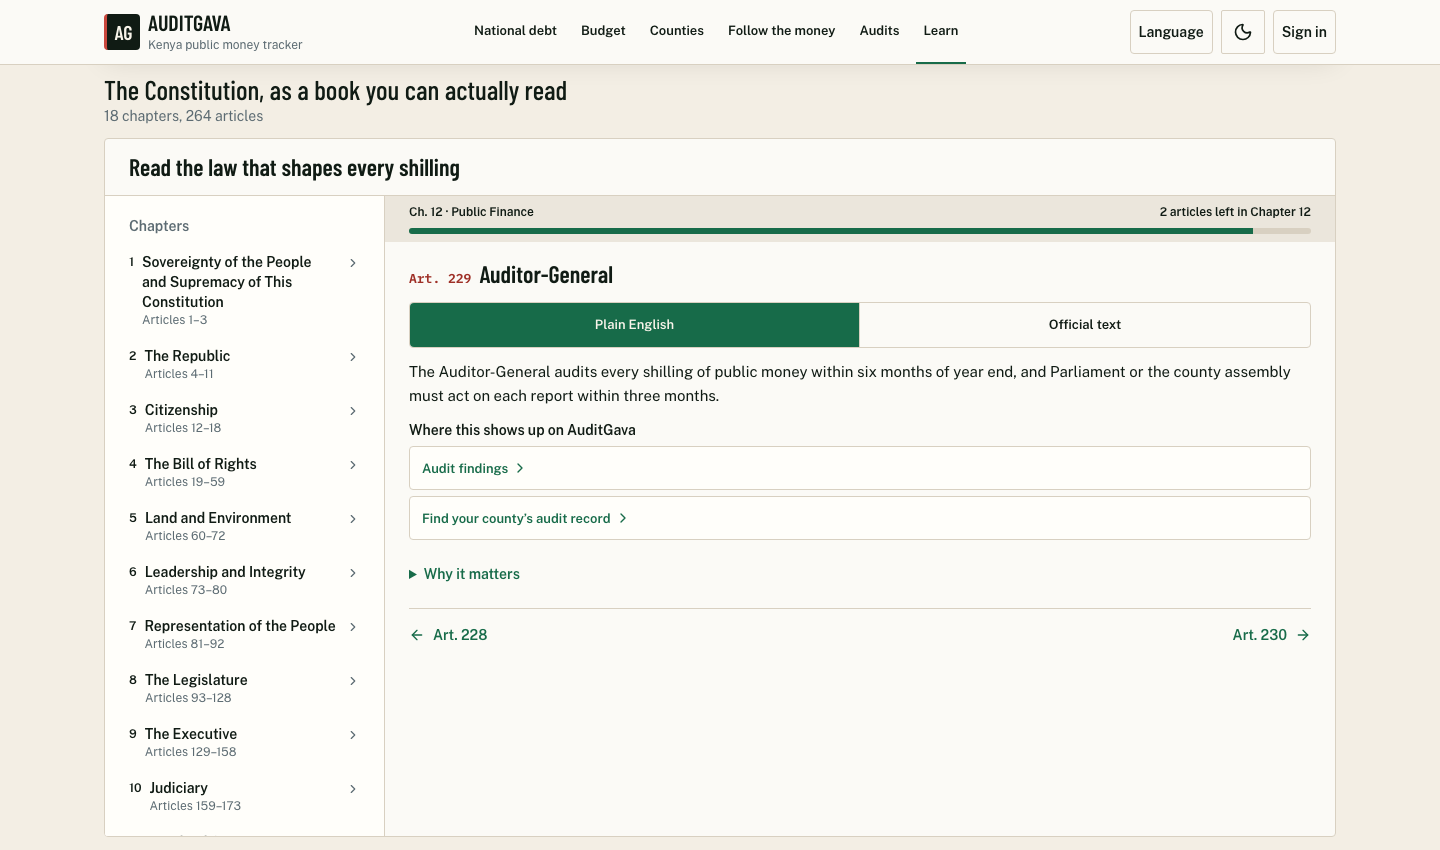 AG
AUDITGAVA
Kenya public money tracker
National debt
Budget
Counties
Follow the money
Audits
Learn
Language
Sign in
The Constitution, as a book you can actually read
18 chapters, 264 articles
Read the law that shapes every shilling
Chapters
1 Sovereignty of the People
and Supremacy of This
Constitution
Articles 1–3
2 The Republic
Articles 4–11
3 Citizenship
Articles 12–18
4 The Bill of Rights
Articles 19–59
5 Land and Environment
Articles 60–72
6 Leadership and Integrity
Articles 73–80
7 Representation of the People
Articles 81–92
8 The Legislature
Articles 93–128
9 The Executive
Articles 129–158
10 Judiciary
Articles 159–173
Ch. 12 · Public Finance
2 articles left in Chapter 12
Art. 229 Auditor-General
Plain English
Official text
The Auditor-General audits every shilling of public money within six months of year end, and Parliament or the county assembly
must act on each report within three months.
Where this shows up on AuditGava
Audit findings
Find your county’s audit record
Why it matters
Art. 228
Art. 230